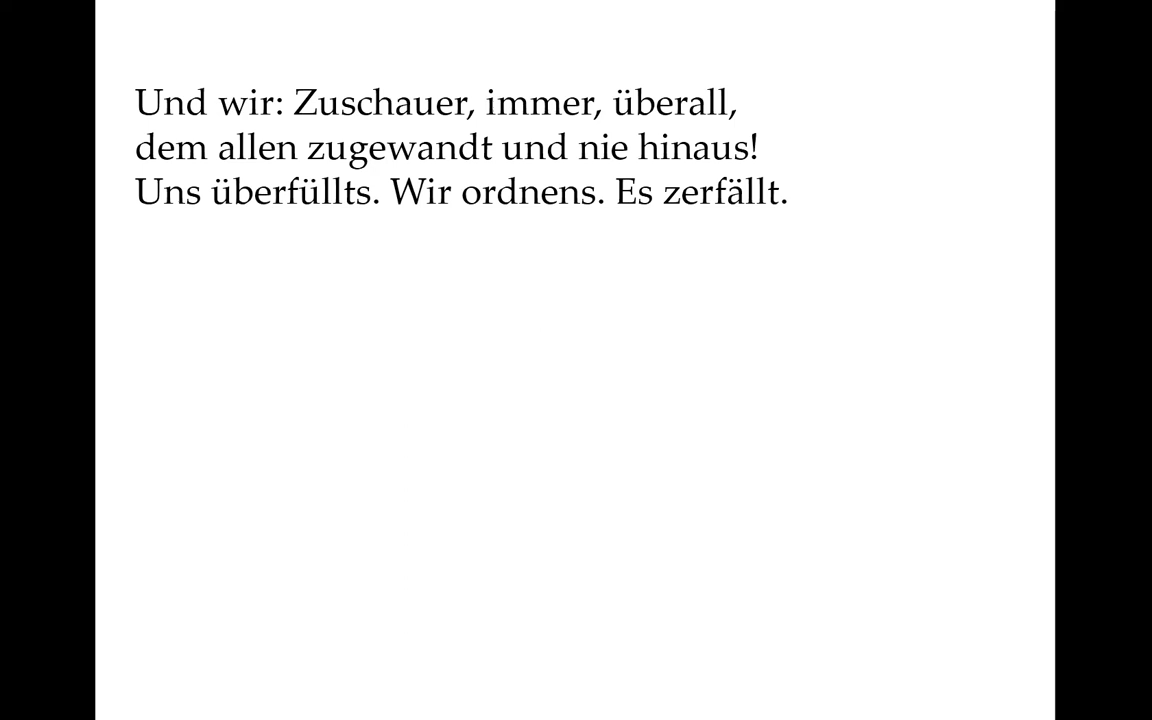 Und wir: Zuschauer, immer, überall,
dem allen zugewandt und nie hinaus!
Uns überfüllts. Wir ordnens. Es zerfällt.